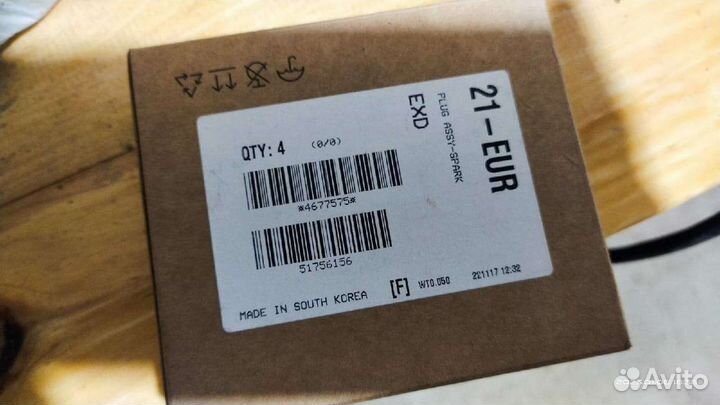 21-EUR
PLUG ASSY-SPARK
EXD
QTY: 4 (0/0)
*4677575*
51756156
MADE IN SOUTH KOREA [F] WT0.050 221117 12:32
Avito